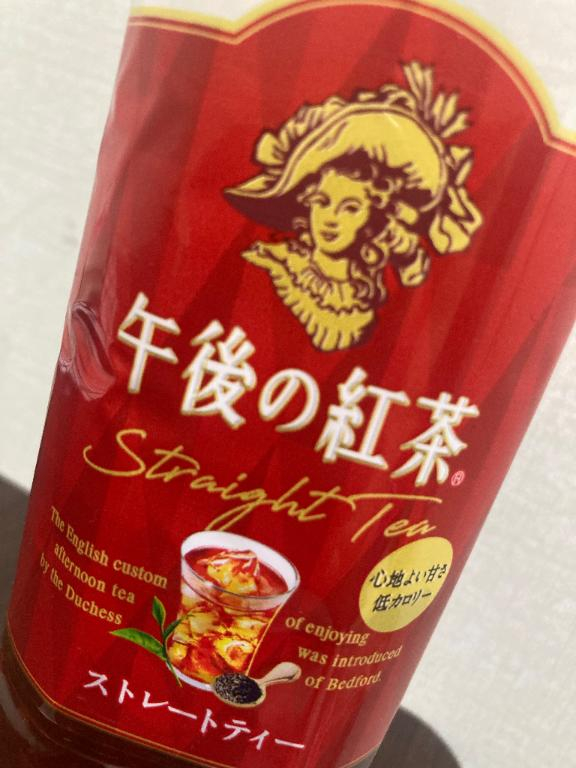 午後の紅茶
Straight Tea
心地よい甘さ
低カロリー
The English custom
afternoon tea
by the Duchess
of enjoying
was introduced
of Bedford.
ストレートティー